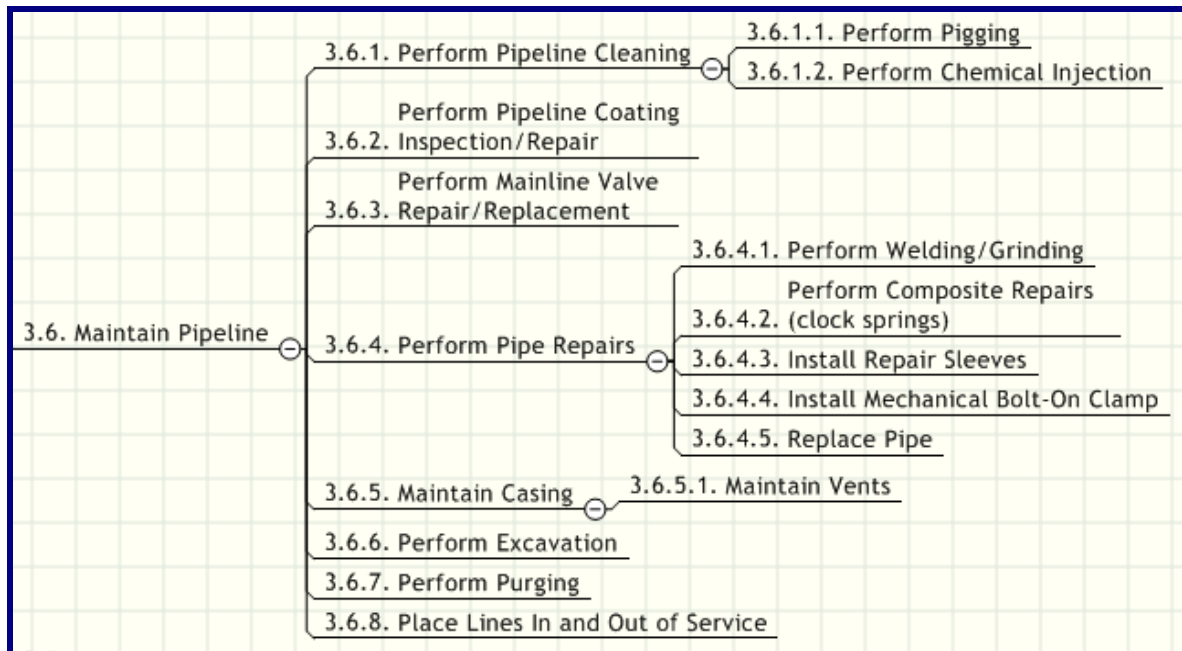 3.6. Maintain Pipeline
3.6.1. Perform Pipeline Cleaning
3.6.1.1. Perform Pigging
3.6.1.2. Perform Chemical Injection
Perform Pipeline Coating
3.6.2. Inspection/Repair
Perform Mainline Valve
3.6.3. Repair/Replacement
3.6.4. Perform Pipe Repairs
3.6.4.1. Perform Welding/Grinding
Perform Composite Repairs
3.6.4.2. (clock springs)
3.6.4.3. Install Repair Sleeves
3.6.4.4. Install Mechanical Bolt-On Clamp
3.6.4.5. Replace Pipe
3.6.5. Maintain Casing
3.6.5.1. Maintain Vents
3.6.6. Perform Excavation
3.6.7. Perform Purging
3.6.8. Place Lines In and Out of Service